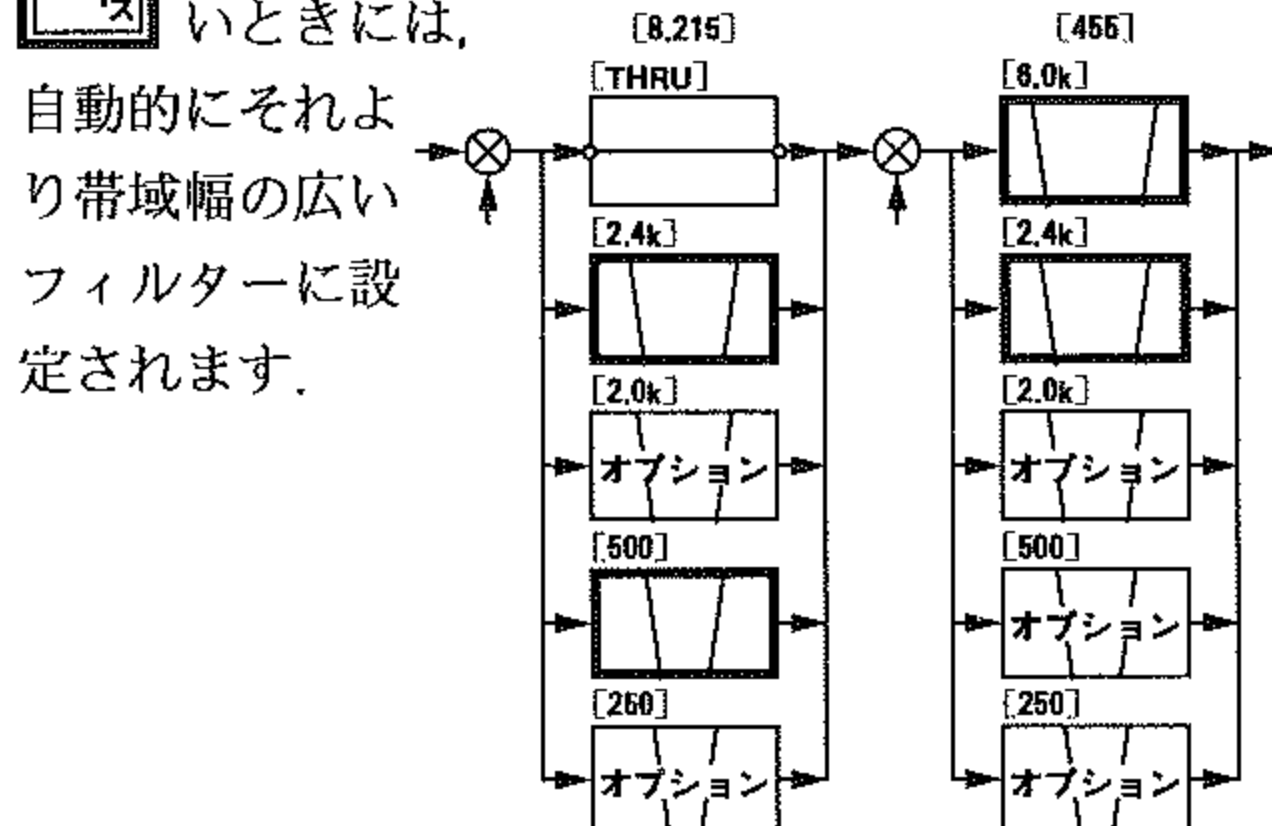 ス
いときには,
自動的にそれよ
り帯域幅の広い
フィルターに設
定されます.
[8.215]
[THRU]
[2.4k]
[2.0k]
オプション
[500]
[250]
オプション
[455]
[6.0k]
[2.4k]
[2.0k]
オプション
[500]
オプション
[250]
オプション